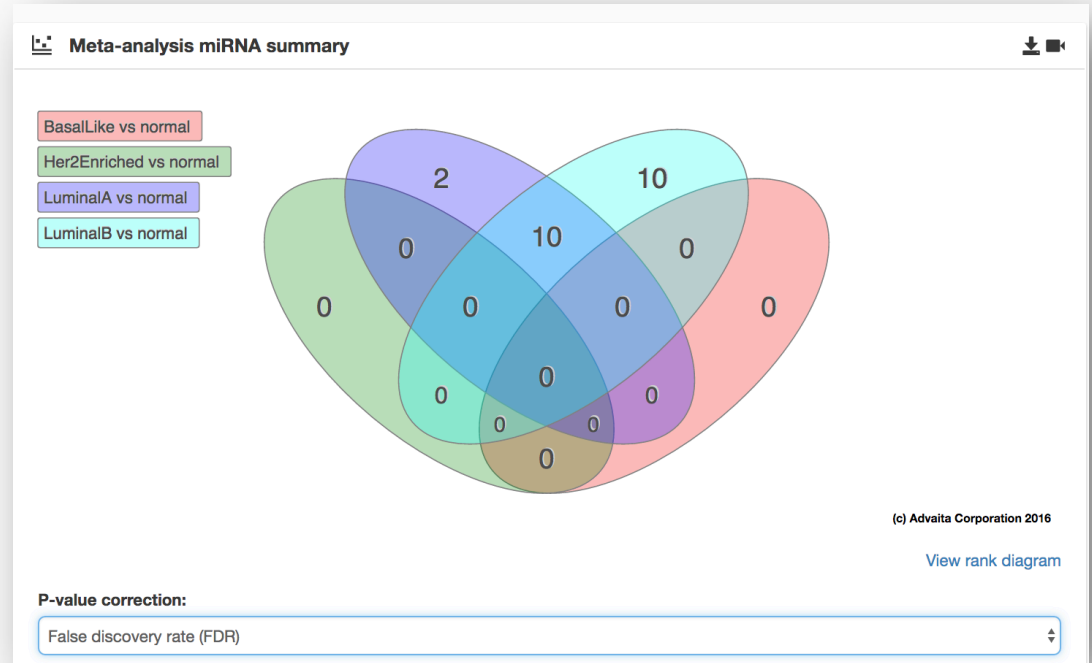 Meta-analysis miRNA summary
BasalLike vs normal
Her2Enriched vs normal
LuminalA vs normal
LuminalB vs normal
2
10
0
10
0
0
0
0
0
0
0
0
0
0
0
(c) Advaita Corporation 2016
View rank diagram
P-value correction:
False discovery rate (FDR)